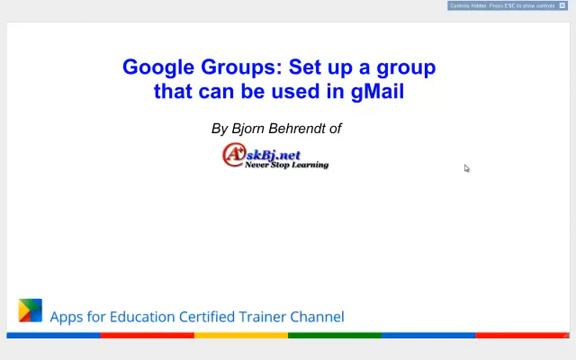 Controls hidden. Press ESC to show controls
Google Groups: Set up a group
that can be used in gMail
By Bjorn Behrendt of
A+skBj.net
Never Stop Learning
Apps for Education Certified Trainer Channel